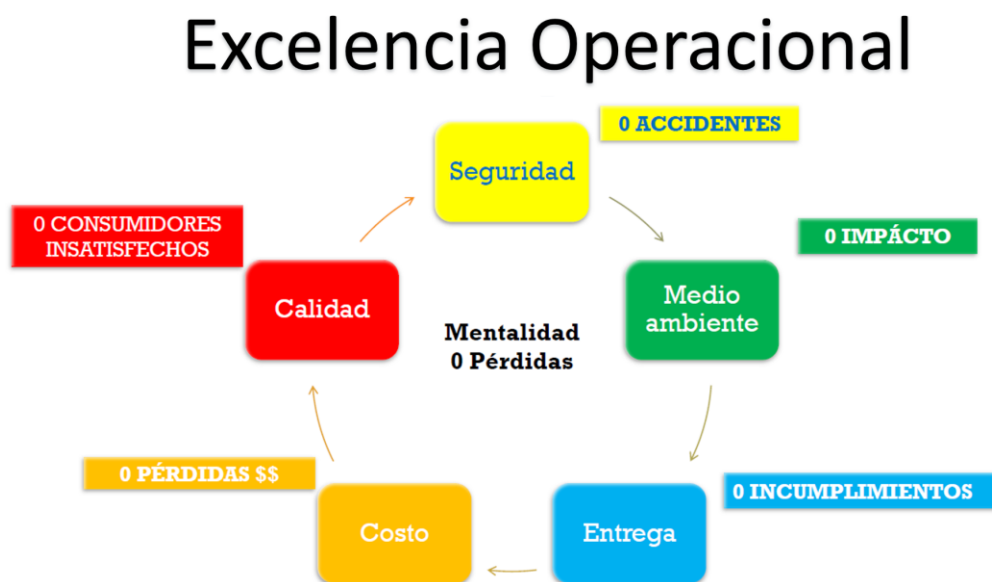 Excelencia Operacional
0 ACCIDENTES
Seguridad
0 CONSUMIDORES
INSATISFECHOS
0 IMPÁCTO
Calidad
Medio
ambiente
Mentalidad
0 Pérdidas
0 PÉRDIDAS $$
0 INCUMPLIMIENTOS
Costo
Entrega